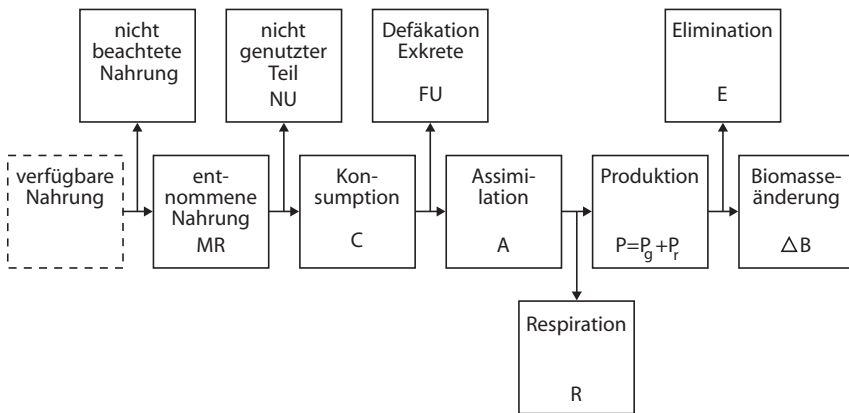 nicht
beachtete
Nahrung
nicht
genutzter
Teil
NU
Defäkation
Exkrete
FU
Elimination
E
verfügbare
Nahrung
ent-
nommene
Nahrung
MR
Kon-
sumption
C
Assimi-
lation
A
Produktion
P=Pg+Pr
Biomasse-
änderung
△B
Respiration
R